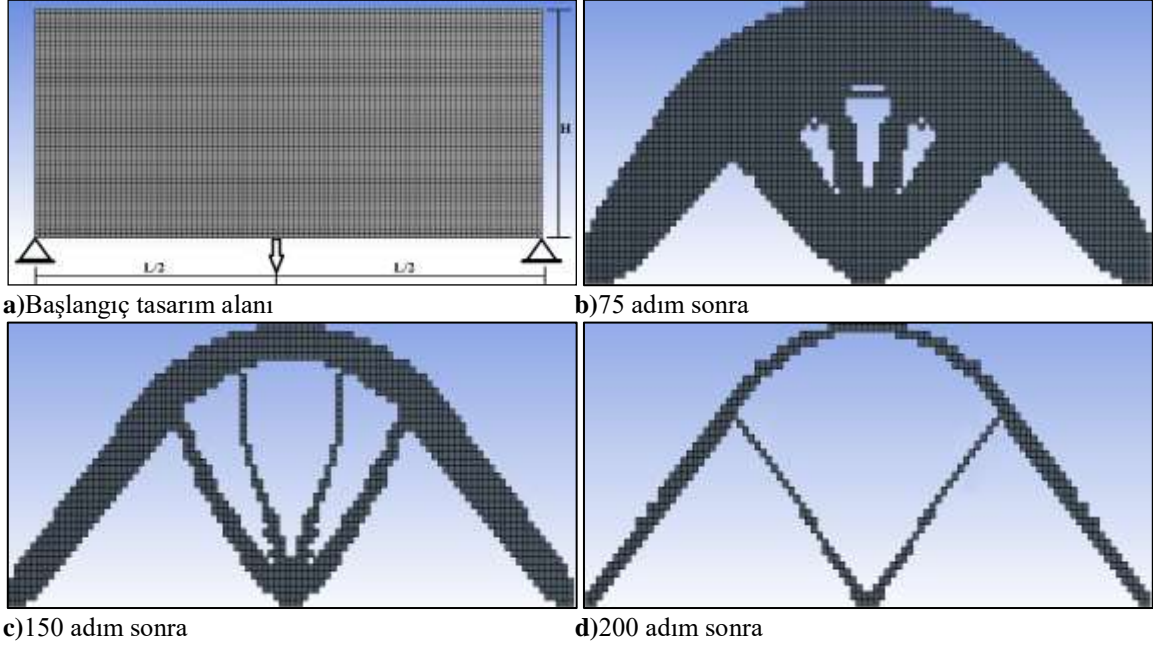 H
L/2
L/2
a)Başlangıç tasarım alanı
b)75 adım sonra
c)150 adım sonra
d)200 adım sonra